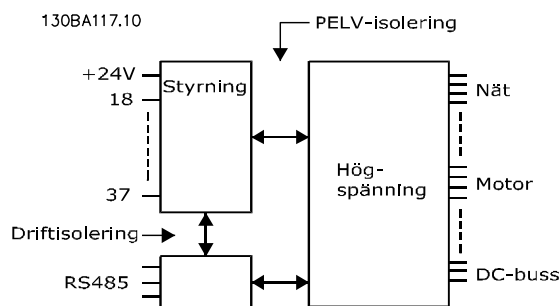 130BA117.10
PELV-isolering
+24V
Styrning
18
Nät
Hög-
spänning
37
Motor
Driftisolering
RS485
DC-buss